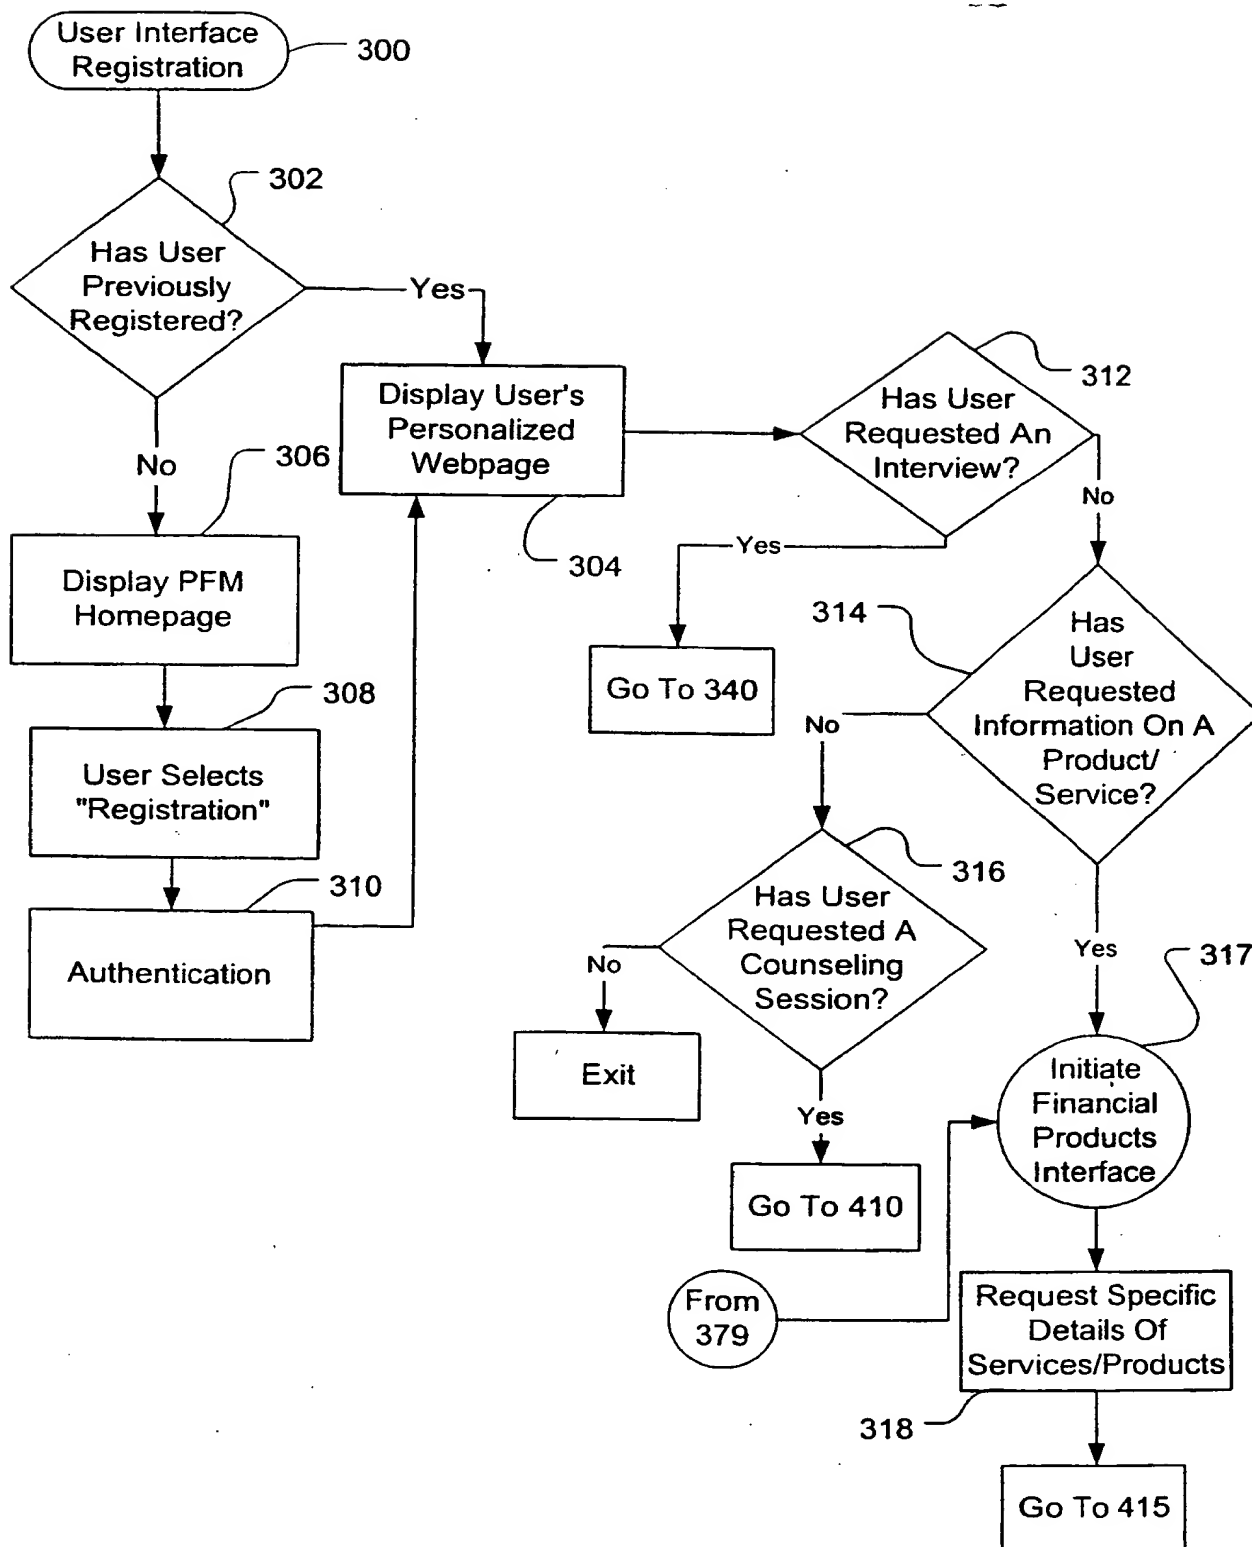 User Interface
Registration
300
302
Has User
Previously
Registered?
Yes
No
306
Display PFM
Homepage
308
User Selects
"Registration"
310
Authentication
Display User's
Personalized
Webpage
304
312
Has User
Requested An
Interview?
Yes
No
Go To 340
314
Has
User
Requested
Information On A
Product/
Service?
No
Yes
316
Has User
Requested A
Counseling
Session?
No
Exit
Yes
Go To 410
317
Initiate
Financial
Products
Interface
From
379
Request Specific
Details Of
Services/Products
318
Go To 415